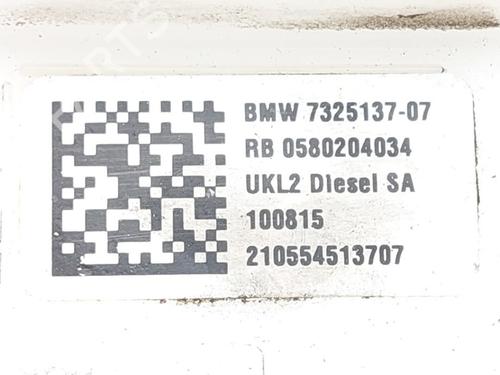 BMW 7325137-07
RB 0580204034
UKL2 Diesel SA
100815
210554513707